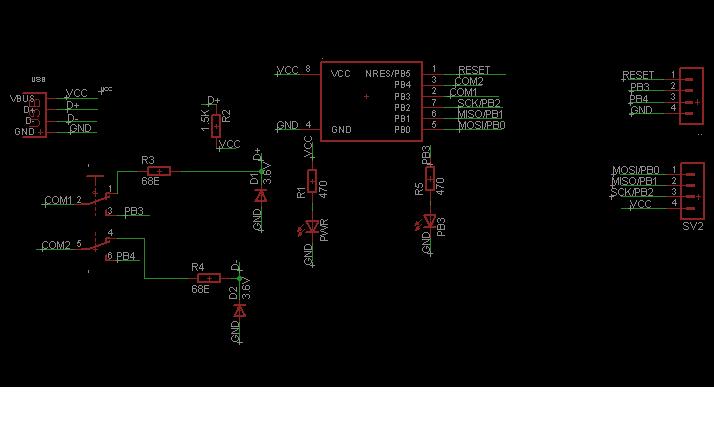 USB
VCC
VBUS
VCC
D+
D+
D-
D-
GND
GND
D+
1.5K
R2
VCC
VCC 8
VCC
NRES/PB5 1 RESET
PB4 3 COM2
PB3 2 COM1
PB2 7 SCK/PB2
PB1 6 MISO/PB1
GND 4
GND
PB0 5 MOSI/PB0
RESET 1
PB3 2
PB4 3
GND 4
R3
68E
D+
D1
3.6V
GND
COM1 2
1
3 PB3
COM2 5
4
6 PB4
R4
68E
D-
D2
3.6V
GND
VCC
R1
470
PWR
GND
PB3
R5
470
PB3
GND
MOSI/PB0 1
MISO/PB1 2
SCK/PB2 3
VCC 4
SV2